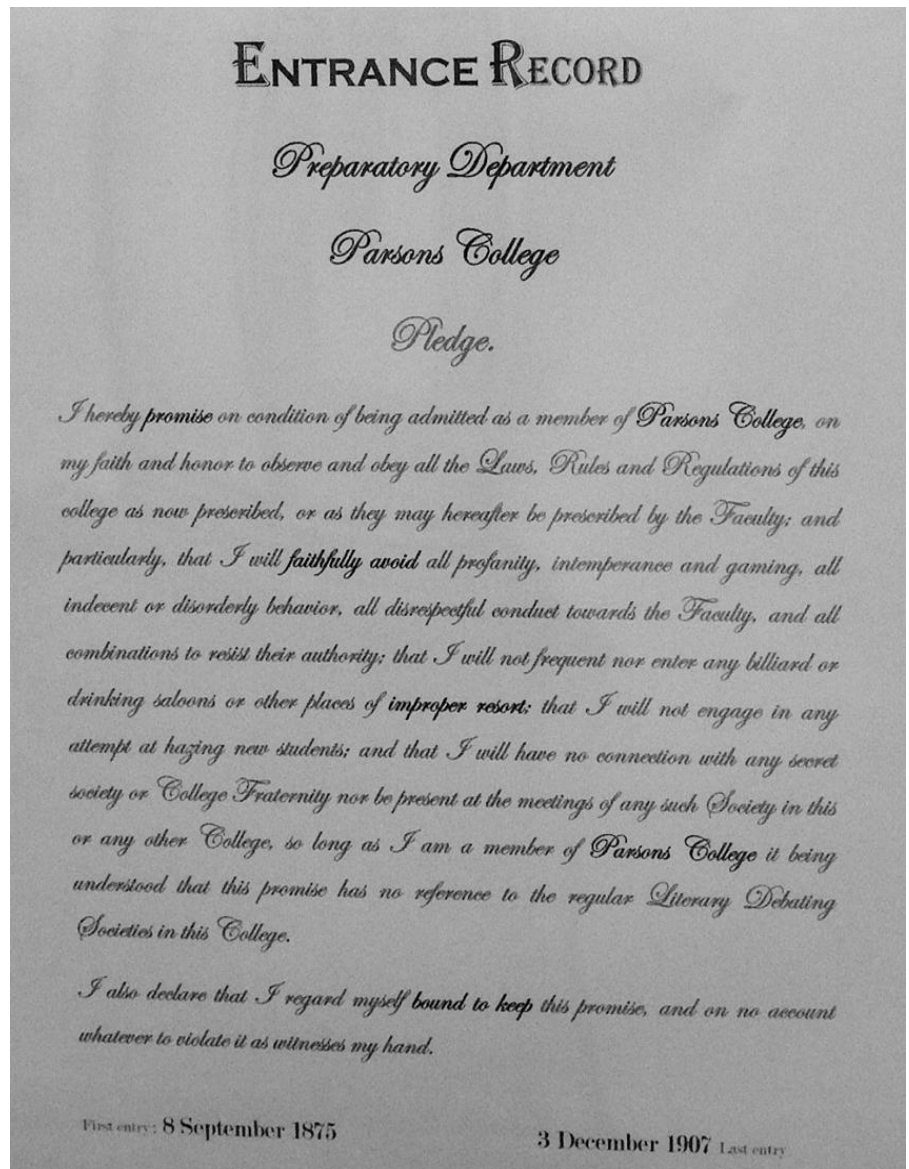 ENTRANCE RECORD
Preparatory Department
Parsons College
Pledge.
I hereby promise on condition of being admitted as a member of Parsons College, on
my faith and honor to observe and obey all the Laws, Rules and Regulations of this
college as now prescribed, or as they may hereafter be prescribed by the Faculty; and
particularly, that I will faithfully avoid all profanity, intemperance and gaming, all
indecent or disorderly behavior, all disrespectful conduct towards the Faculty, and all
combinations to resist their authority; that I will not frequent nor enter any billiard or
drinking saloons or other places of improper resort; that I will not engage in any
attempt at hazing new students; and that I will have no connection with any secret
society or College Fraternity nor be present at the meetings of any such Society in this
or any other College, so long as I am a member of Parsons College it being
understood that this promise has no reference to the regular Literary Debating
Societies in this College.
I also declare that I regard myself bound to keep this promise, and on no account
whatever to violate it as witnesses my hand.
First entry: 8 September 1875
3 December 1907 Last entry